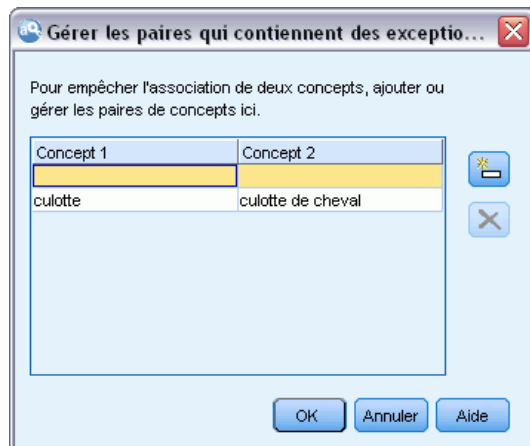 Gérer les paires qui contiennent des exceptio...
Pour empêcher l'association de deux concepts, ajouter ou
gérer les paires de concepts ici.
Concept 1 Concept 2
culotte culotte de cheval
OK Annuler Aide